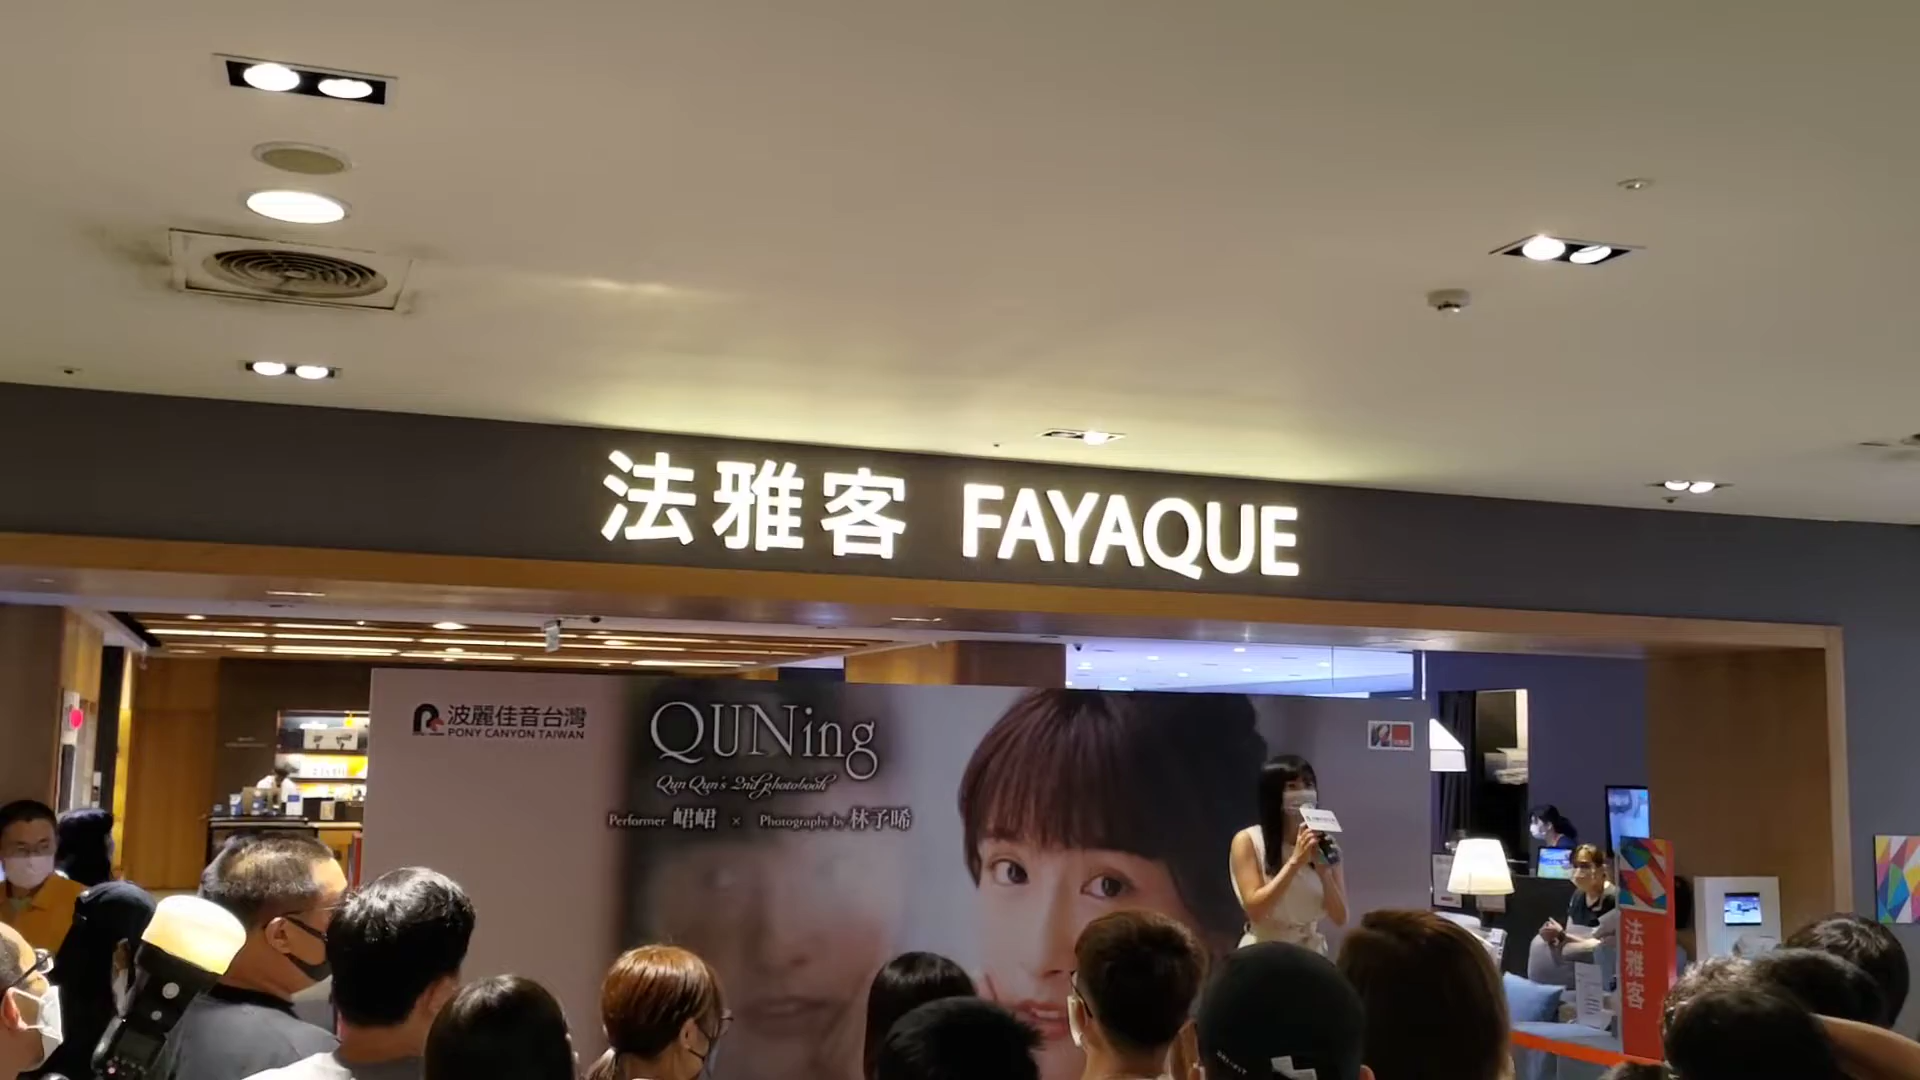 法雅客 FAYAQUE
波麗佳音台灣
PONY CANYON TAIWAN
QUNing
Qun Qun's 2nd photobook
Performer 峮峮 × Photography by 林予晞
法雅客